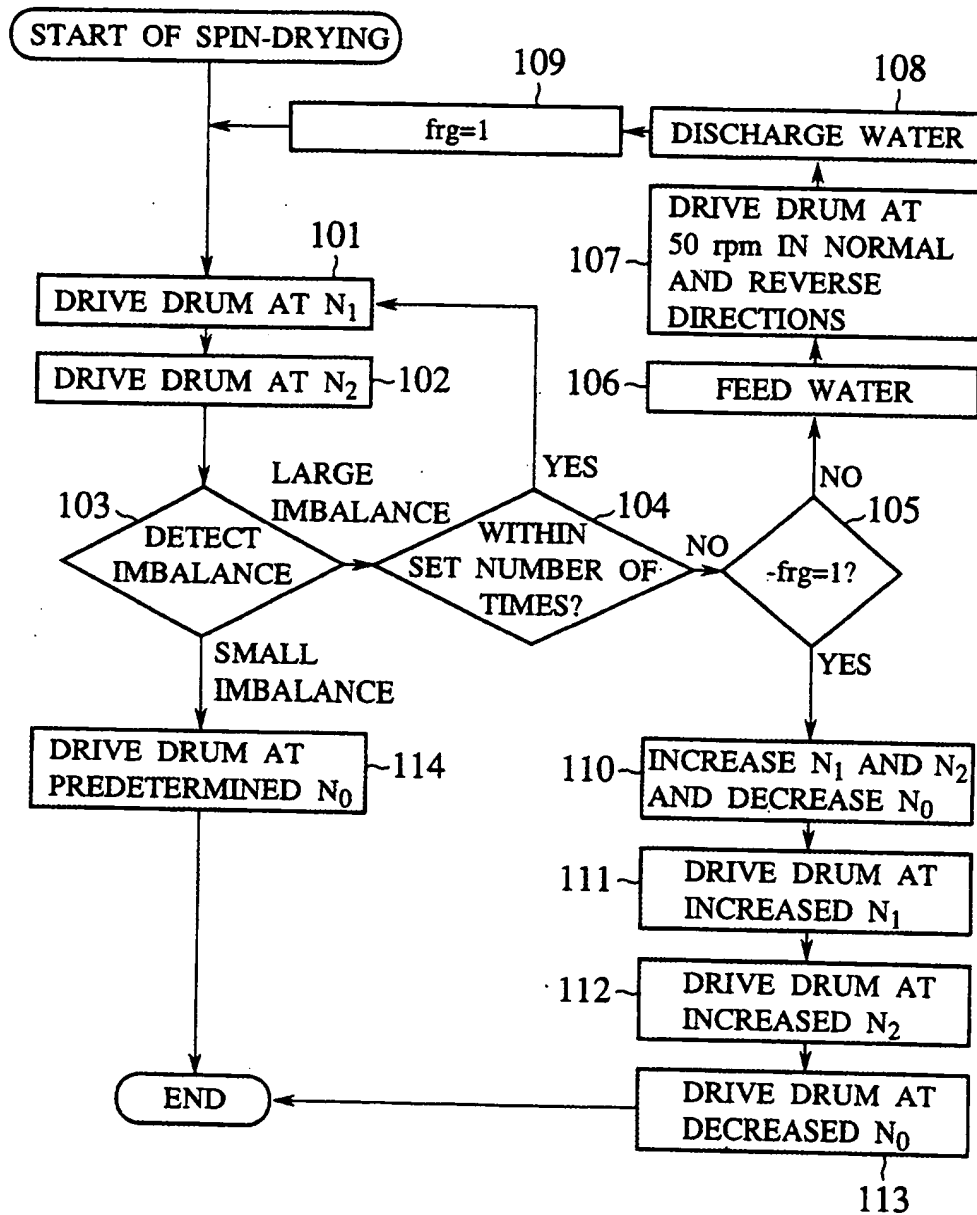 START OF SPIN-DRYING
109
108
frg=1
DISCHARGE WATER
101
DRIVE DRUM AT N₁
107
DRIVE DRUM AT
50 rpm IN NORMAL
AND REVERSE
DIRECTIONS
DRIVE DRUM AT N₂
102
106
FEED WATER
103
DETECT
IMBALANCE
LARGE
IMBALANCE
YES
104
WITHIN
SET NUMBER OF
TIMES?
NO
NO
105
-frg=1?
YES
SMALL
IMBALANCE
DRIVE DRUM AT
PREDETERMINED N₀
114
110
INCREASE N₁ AND N₂
AND DECREASE N₀
111
DRIVE DRUM AT
INCREASED N₁
112
DRIVE DRUM AT
INCREASED N₂
END
DRIVE DRUM AT
DECREASED N₀
113